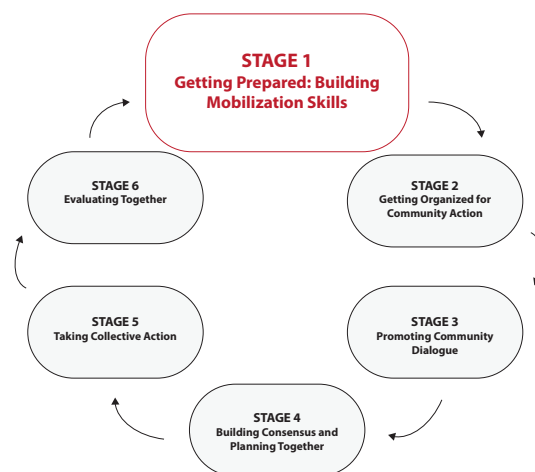 STAGE 1
Getting Prepared: Building
Mobilization Skills
STAGE 2
Getting Organized for
Community Action
STAGE 3
Promoting Community
Dialogue
STAGE 4
Building Consensus and
Planning Together
STAGE 5
Taking Collective Action
STAGE 6
Evaluating Together